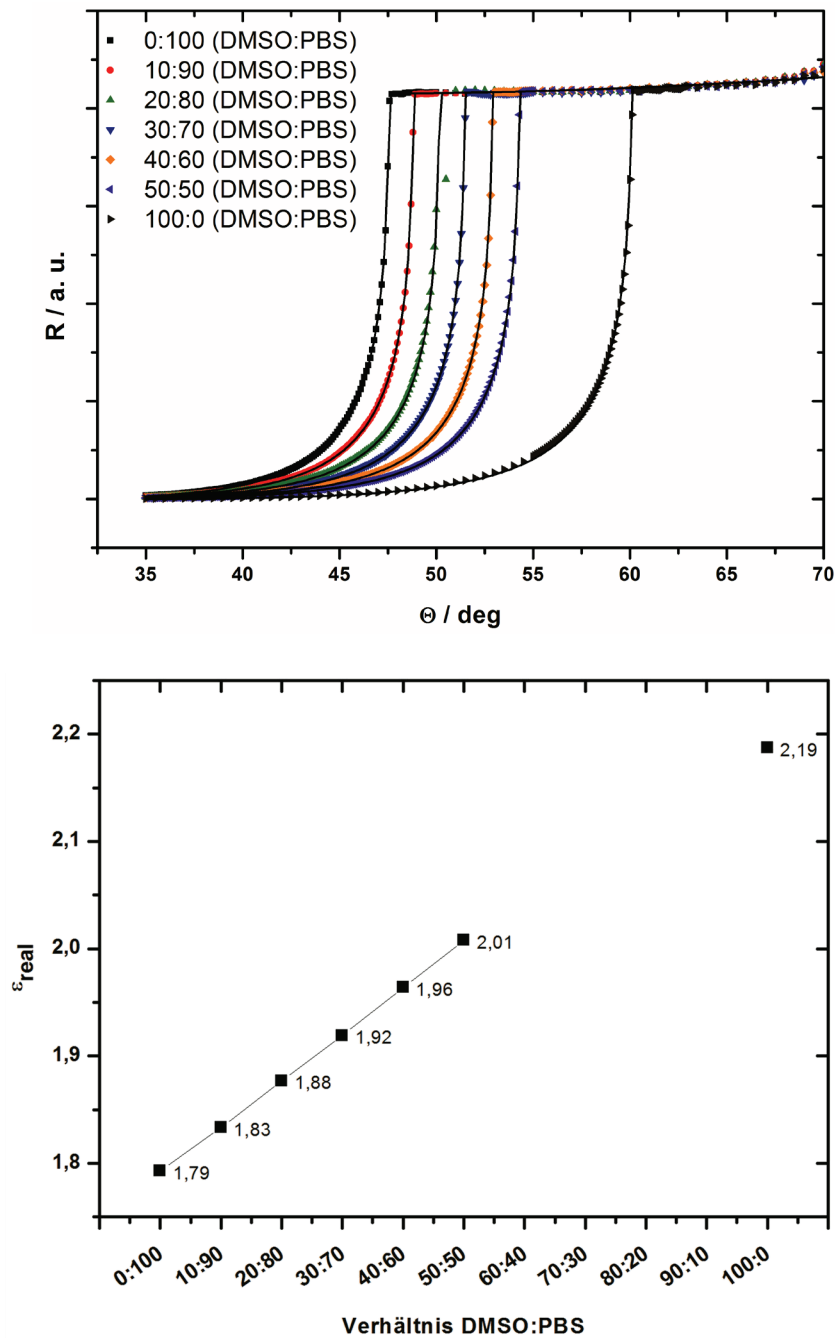 0:100 (DMSO:PBS)
10:90 (DMSO:PBS)
20:80 (DMSO:PBS)
30:70 (DMSO:PBS)
40:60 (DMSO:PBS)
50:50 (DMSO:PBS)
100:0 (DMSO:PBS)
R / a. u.
35 40 45 50 55 60 65 70
Θ / deg
2,2
2,1
2,0
1,9
1,8
εreal
2,19
2,01
1,96
1,92
1,88
1,83
1,79
0:100 10:90 20:80 30:70 40:60 50:50 60:40 70:30 80:20 90:10 100:0
Verhältnis DMSO:PBS